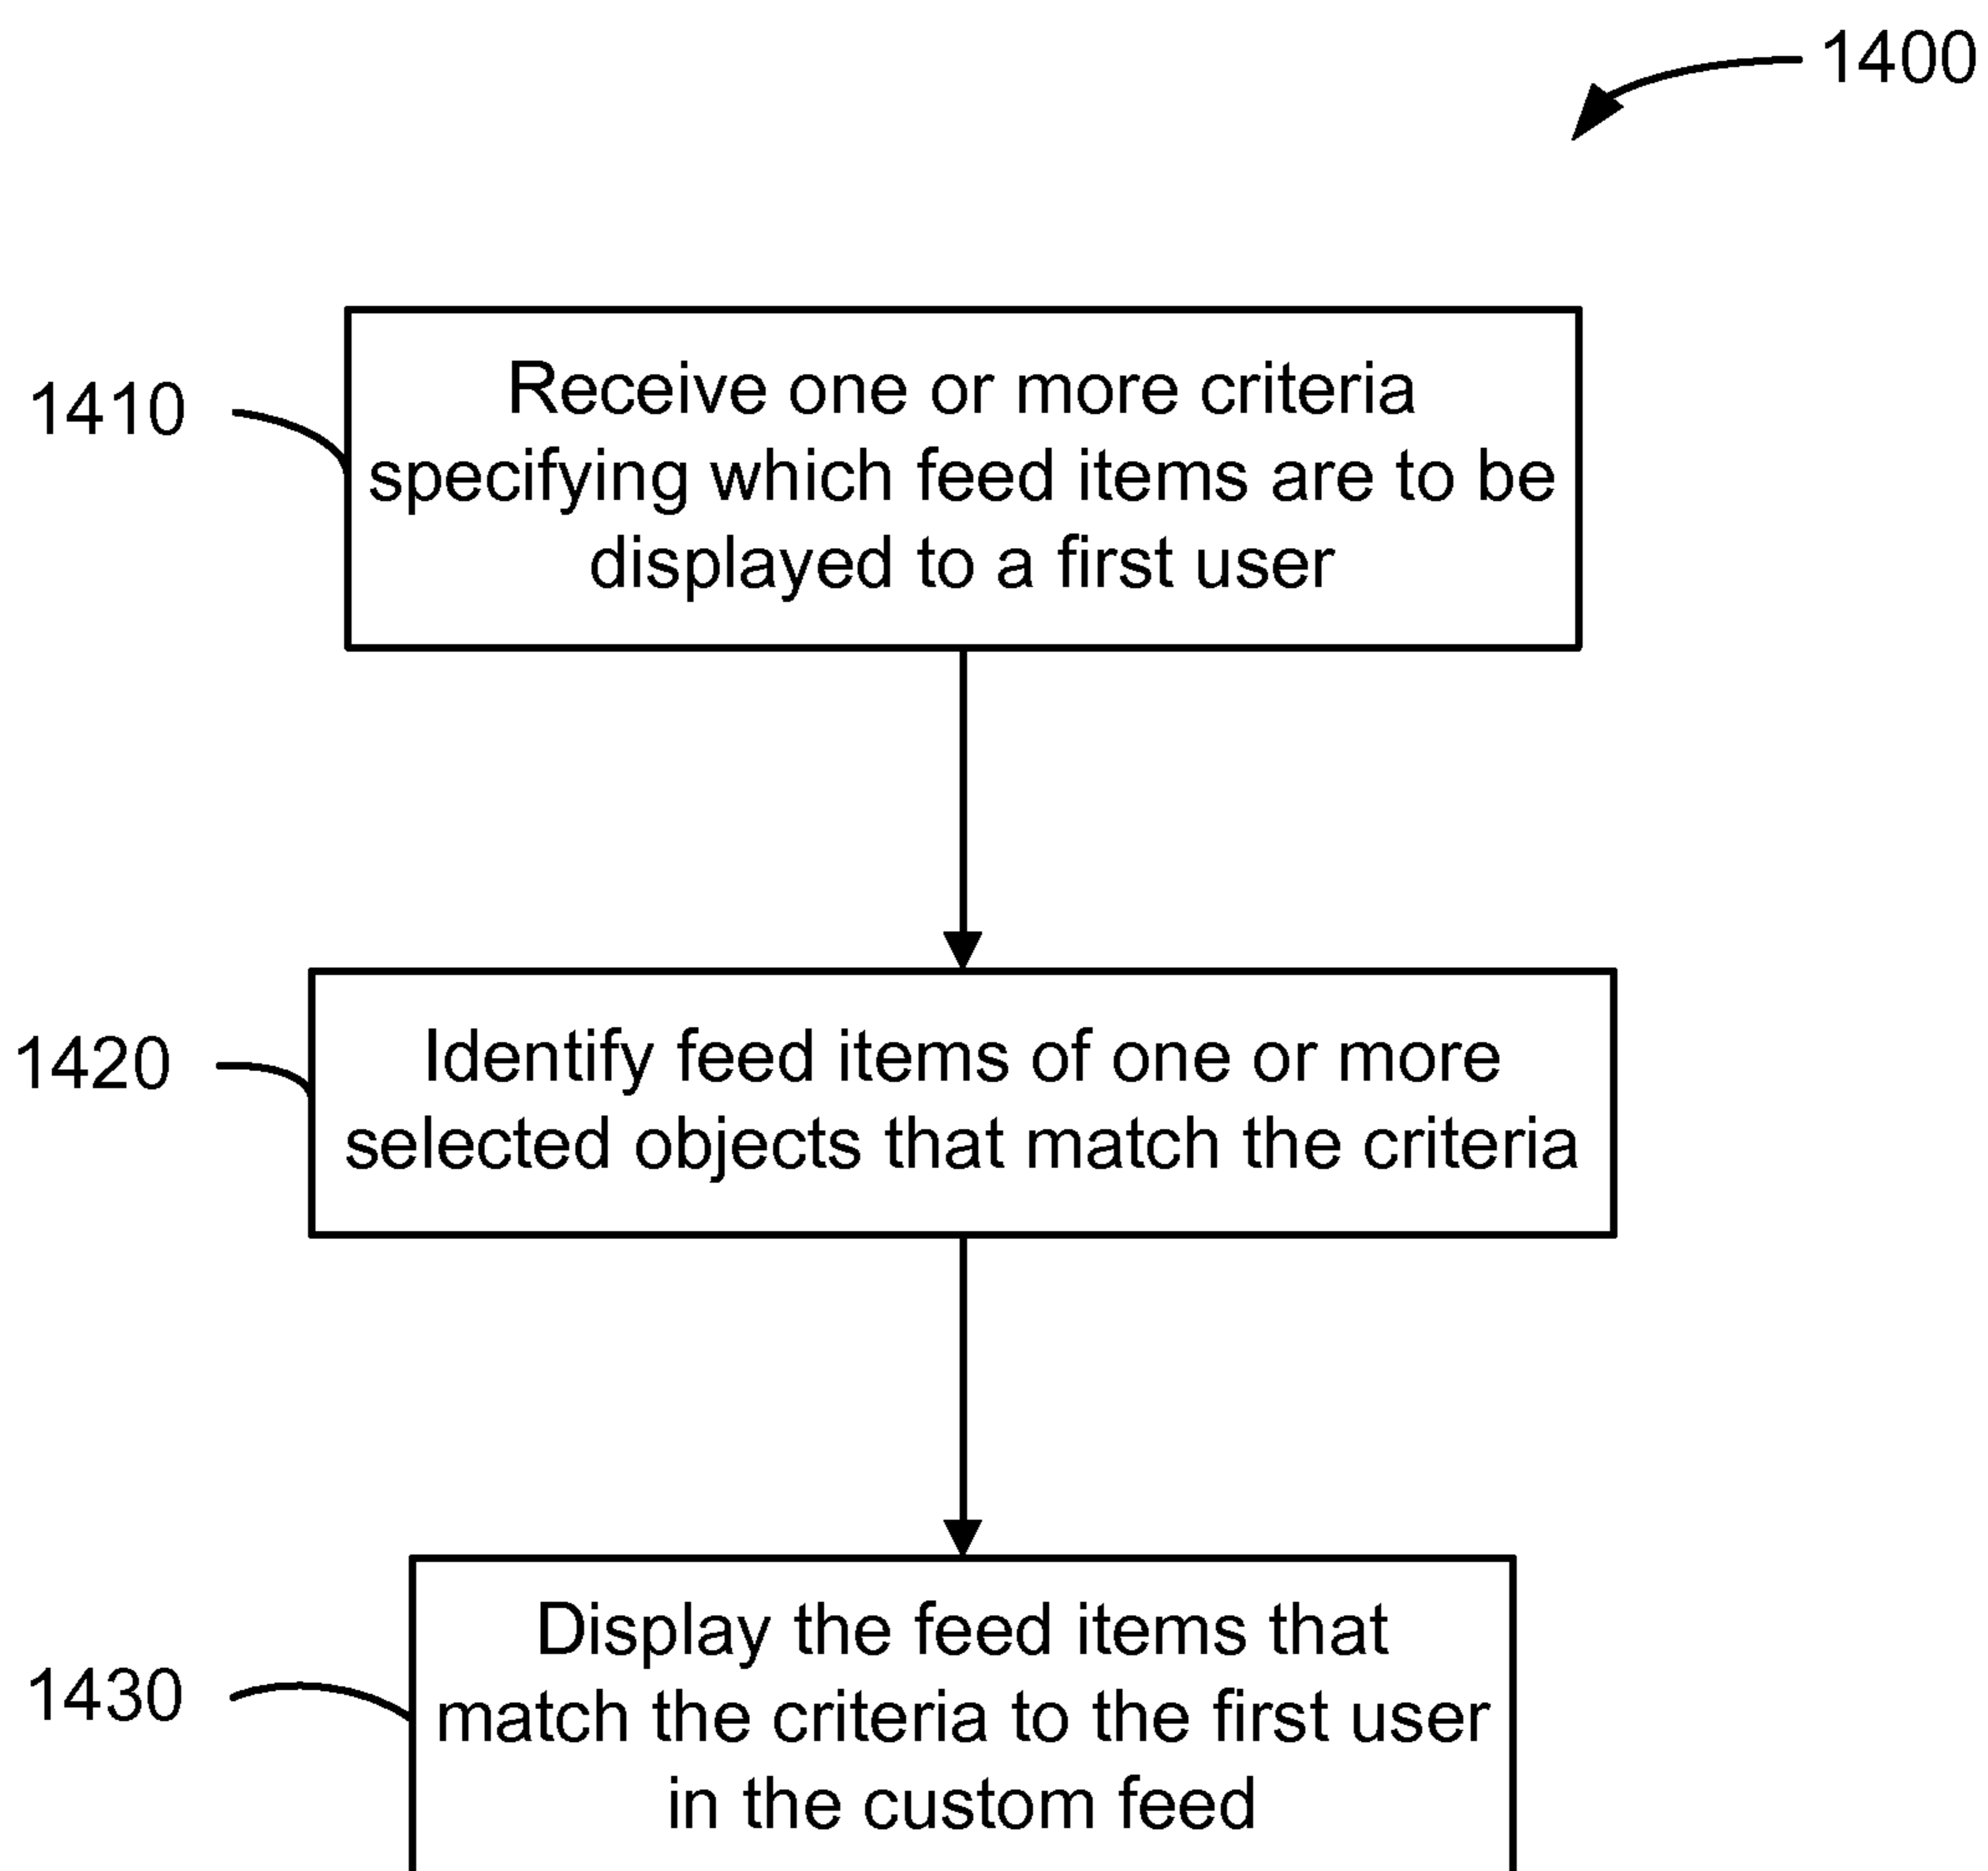 1400
1410
Receive one or more criteria
specifying which feed items are to be
displayed to a first user
1420
Identify feed items of one or more
selected objects that match the criteria
1430
Display the feed items that
match the criteria to the first user
in the custom feed